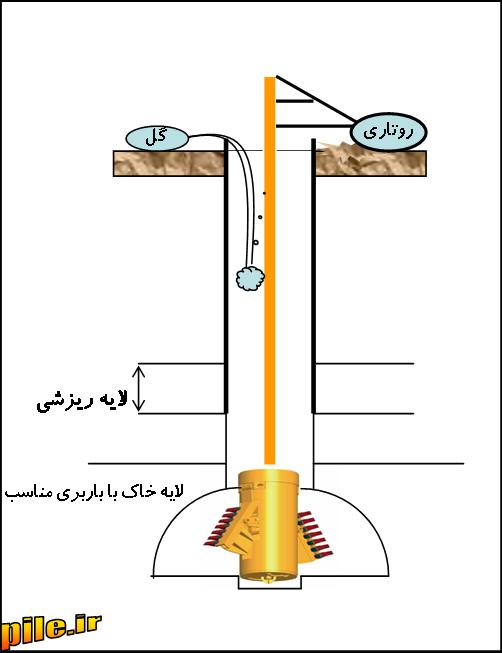 روتاری
گل
لایه ریزشی
لایه خاک با باربری مناسب
pile.ir